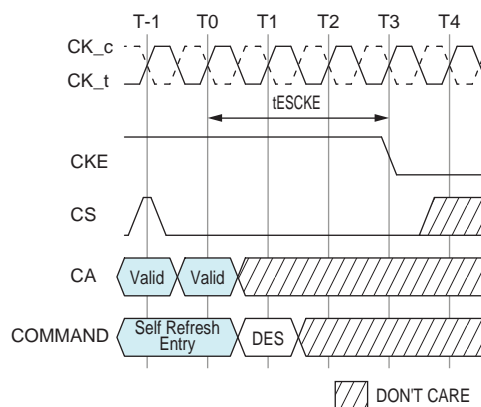 T-1 T0 T1 T2 T3 T4
CK_c
CK_t
tESCKE
CKE
CS
CA Valid Valid
COMMAND Self Refresh Entry DES
DON'T CARE